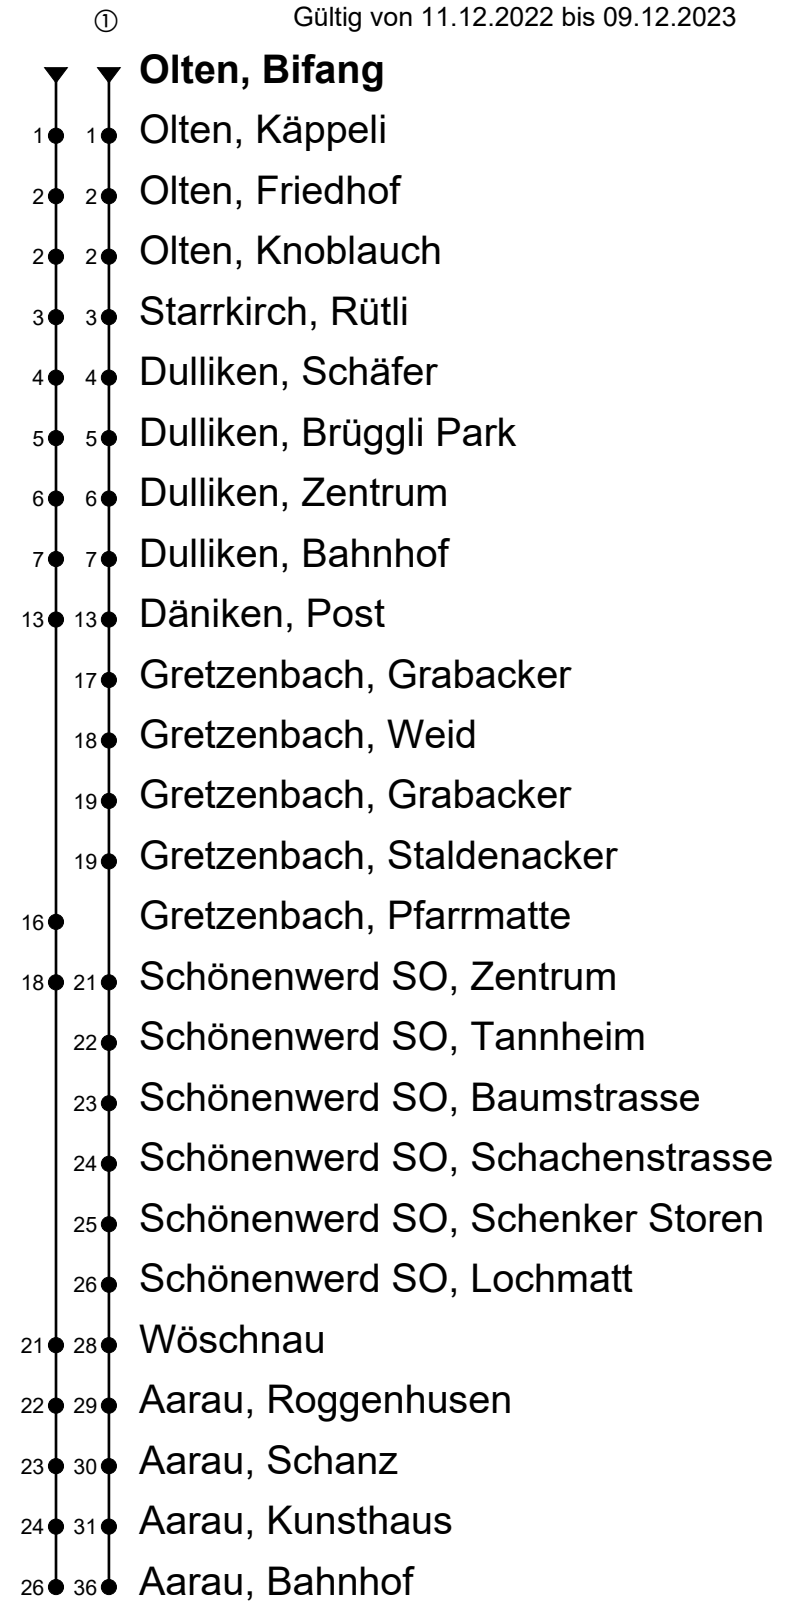 ① Gültig von 11.12.2022 bis 09.12.2023
Olten, Bifang
1 1 Olten, Käppeli
2 2 Olten, Friedhof
2 2 Olten, Knoblauch
3 3 Starrkirch, Rütli
4 4 Dulliken, Schäfer
5 5 Dulliken, Brüggli Park
6 6 Dulliken, Zentrum
7 7 Dulliken, Bahnhof
13 13 Däniken, Post
17 Gretzenbach, Grabacker
18 Gretzenbach, Weid
19 Gretzenbach, Grabacker
19 Gretzenbach, Staldenacker
16 Gretzenbach, Pfarrmatte
18 21 Schönenwerd SO, Zentrum
22 Schönenwerd SO, Tannheim
23 Schönenwerd SO, Baumstrasse
24 Schönenwerd SO, Schachenstrasse
25 Schönenwerd SO, Schenker Storen
26 Schönenwerd SO, Lochmatt
21 28 Wöschnau
22 29 Aarau, Roggenhusen
23 30 Aarau, Schanz
24 31 Aarau, Kunsthaus
26 36 Aarau, Bahnhof